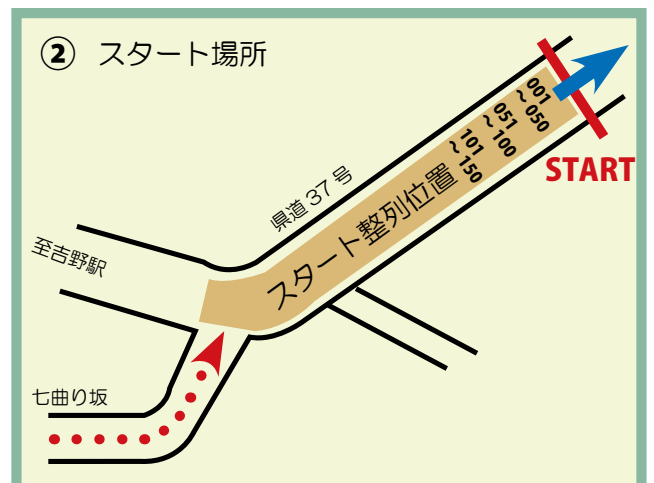 ② スタート場所
001
～050
051
～100
101
～150
START
県道37号
スタート整列位置
至吉野駅
七曲り坂